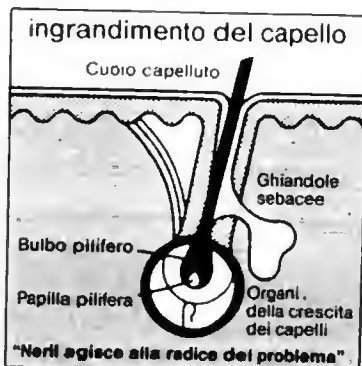 ingrandimento del capello
Cuoio capelluto
Ghiandole
sebacee
Bulbo pilifero
Papilla pilifera
Organi.
della crescita
dei capelli
"Neril agisce alla radice del problema"